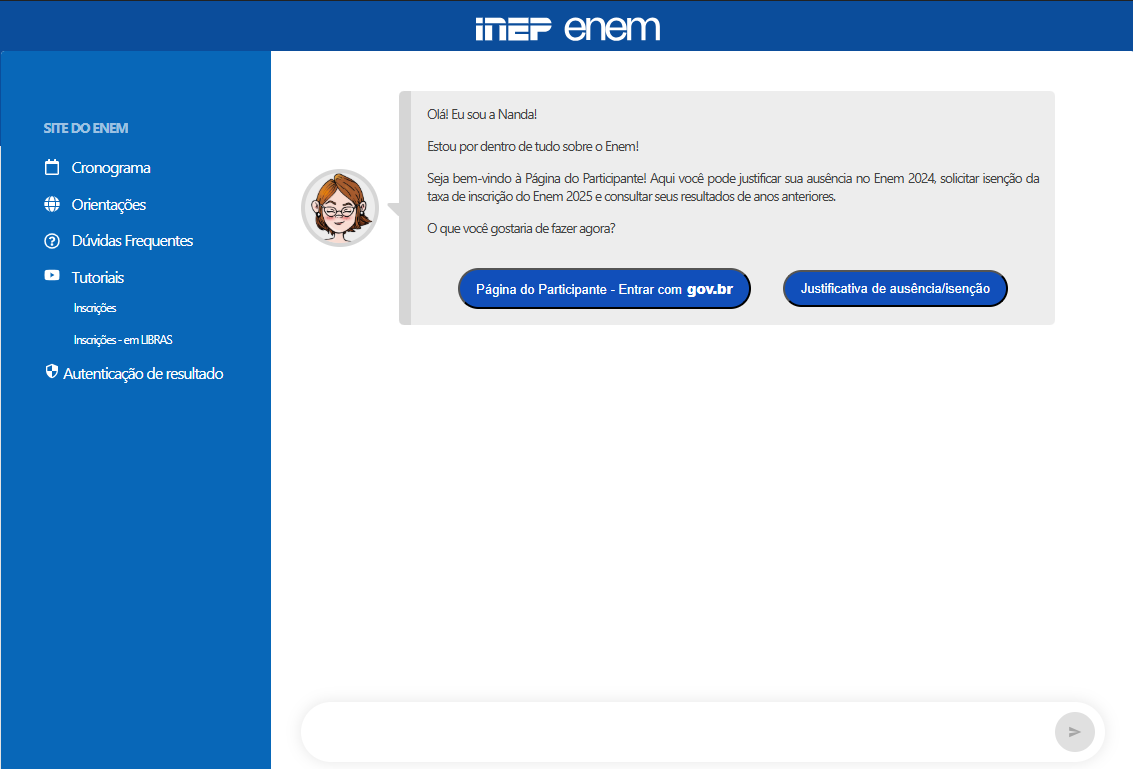 inep enem
SITE DO ENEM
Cronograma
Orientações
Dúvidas Frequentes
Tutoriais
Inscrições
Inscrições - em LIBRAS
Autenticação de resultado
Olá! Eu sou a Nanda!
Estou por dentro de tudo sobre o Enem!
Seja bem-vindo à Página do Participante! Aqui você pode justificar sua ausência no Enem 2024, solicitar isenção da
taxa de inscrição do Enem 2025 e consultar seus resultados de anos anteriores.
O que você gostaria de fazer agora?
Página do Participante - Entrar com gov.br
Justificativa de ausência/isenção